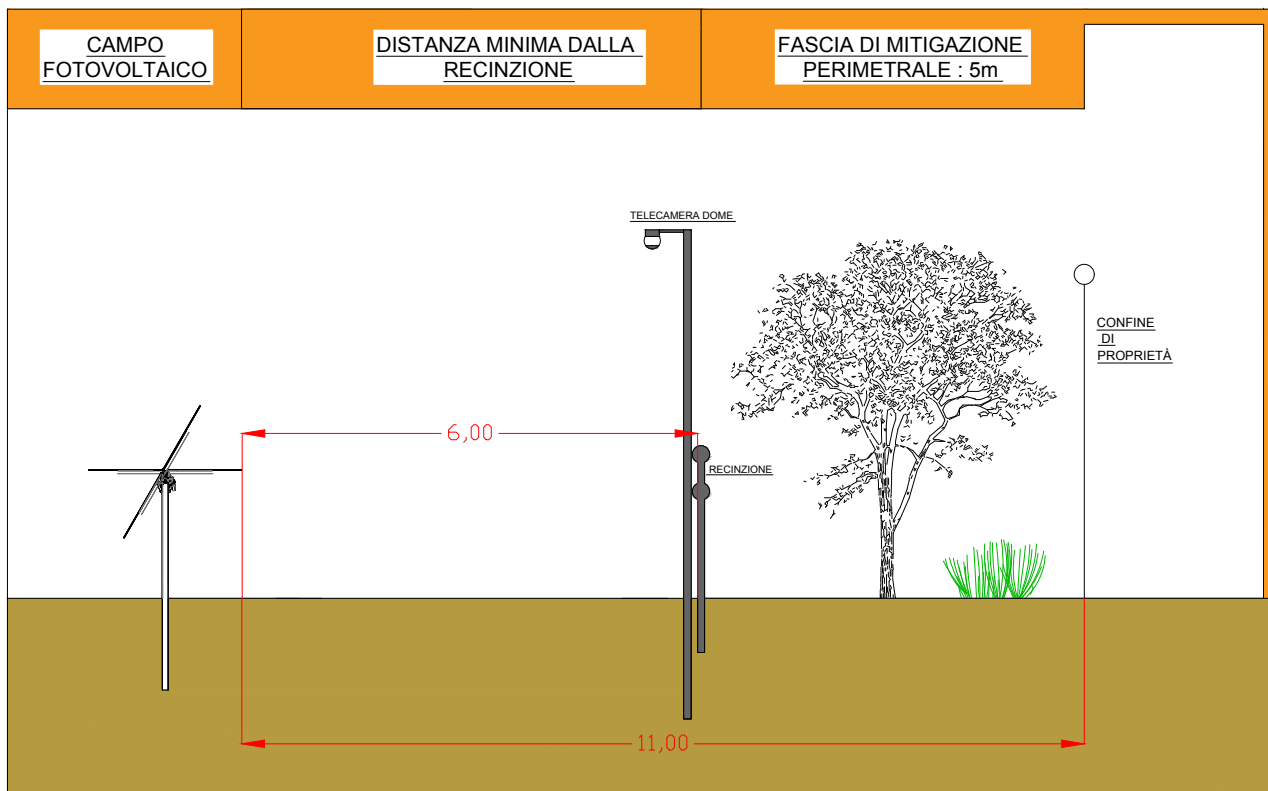 CAMPO
FOTOVOLTAICO
DISTANZA MINIMA DALLA
RECINZIONE
FASCIA DI MITIGAZIONE
PERIMETRALE : 5m
TELECAMERA DOME
CONFINE
DI
PROPRIETÀ
6,00
RECINZIONE
11,00